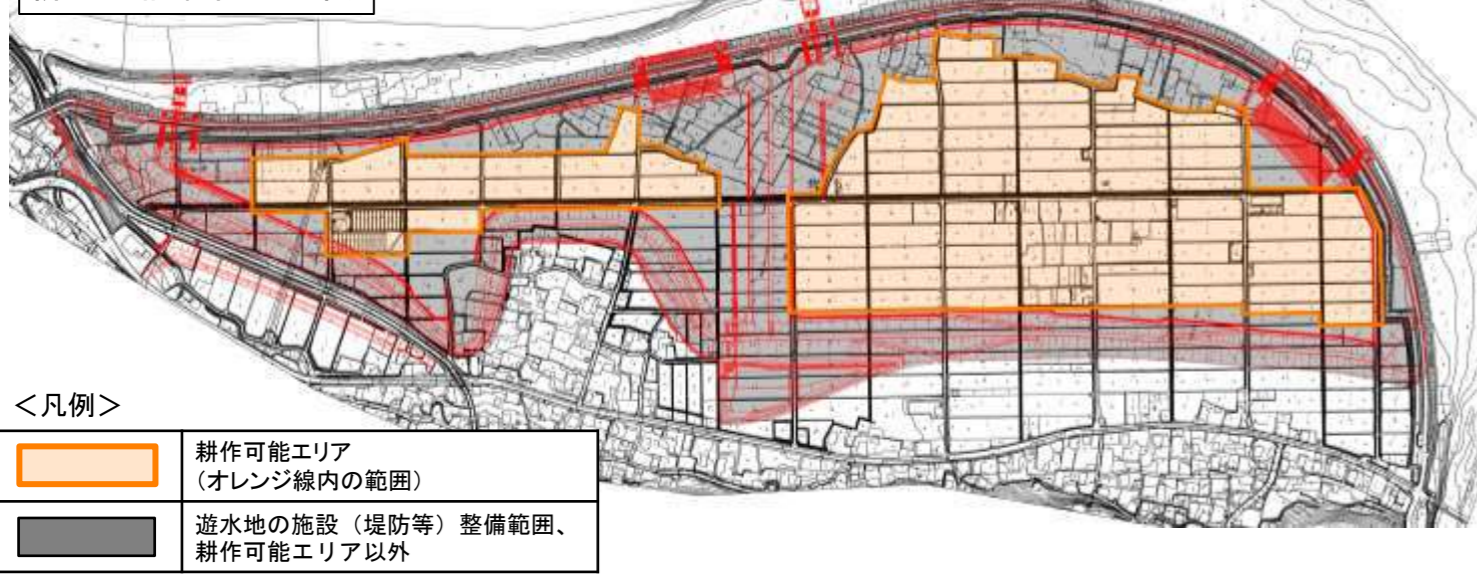 <凡例>
耕作可能エリア
(オレンジ線内の範囲)
遊水地の施設(堤防等)整備範囲、
耕作可能エリア以外